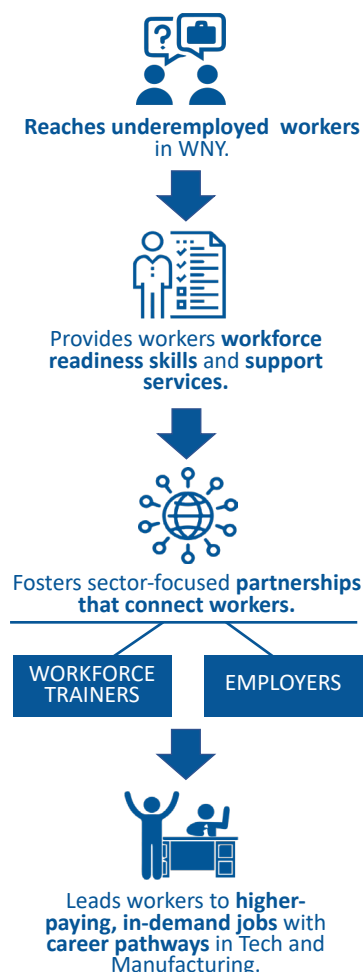 ?
Reaches underemployed workers
in WNY.
Provides workers workforce
readiness skills and support
services.
Fosters sector-focused partnerships
that connect workers.
WORKFORCE
TRAINERS
EMPLOYERS
Leads workers to higher-
paying, in-demand jobs with
career pathways in Tech and
Manufacturing.